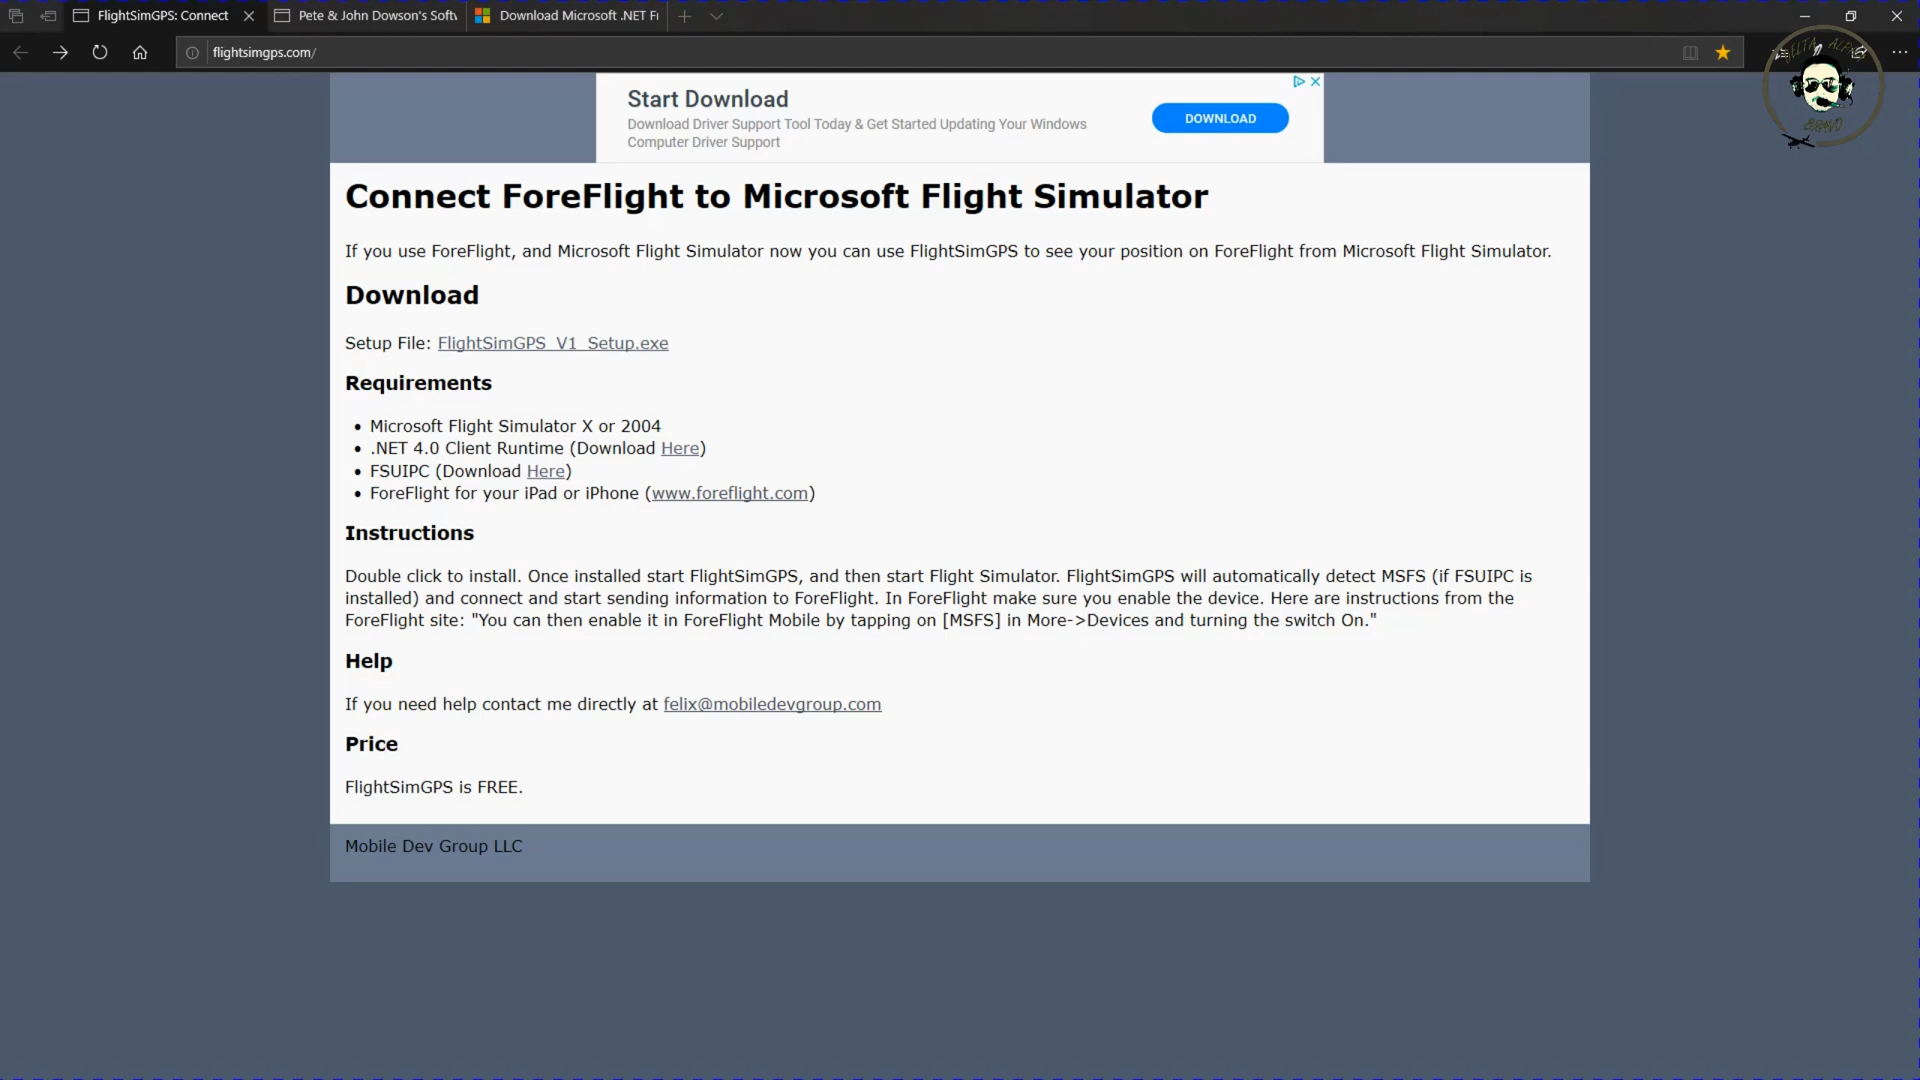 FlightSimGPS: Connect
Pete & John Dowson's Softw
Download Microsoft .NET Fr
flightsimgps.com/
Start Download
Download Driver Support Tool Today & Get Started Updating Your Windows
Computer Driver Support
DOWNLOAD
Connect ForeFlight to Microsoft Flight Simulator
If you use ForeFlight, and Microsoft Flight Simulator now you can use FlightSimGPS to see your position on ForeFlight from Microsoft Flight Simulator.
Download
Setup File: FlightSimGPS_V1_Setup.exe
Requirements
• Microsoft Flight Simulator X or 2004
• .NET 4.0 Client Runtime (Download Here)
• FSUIPC (Download Here)
• ForeFlight for your iPad or iPhone (www.foreflight.com)
Instructions
Double click to install. Once installed start FlightSimGPS, and then start Flight Simulator. FlightSimGPS will automatically detect MSFS (if FSUIPC is
installed) and connect and start sending information to ForeFlight. In ForeFlight make sure you enable the device. Here are instructions from the
ForeFlight site: "You can then enable it in ForeFlight Mobile by tapping on [MSFS] in More->Devices and turning the switch On."
Help
If you need help contact me directly at felix@mobiledevgroup.com
Price
FlightSimGPS is FREE.
Mobile Dev Group LLC